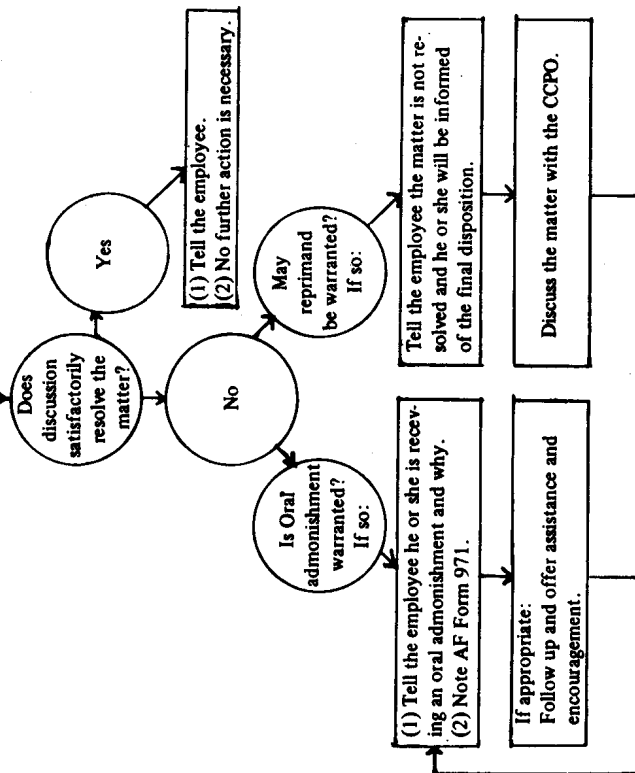 Does
discussion
satisfactorily
resolve the
matter?
Yes
(1) Tell the employee.
(2) No further action is necessary.
No
Is Oral
admonishment
warranted?
If so:
May
reprimand
be warranted?
If so:
(1) Tell the employee he or she is recev-
ing an oral admonishment and why.
(2) Note AF Form 971.
Tell the employee the matter is not re-
solved and he or she will be informed
of the final disposition.
If appropriate:
Follow up and offer assistance and
encouragement.
Discuss the matter with the CCPO.